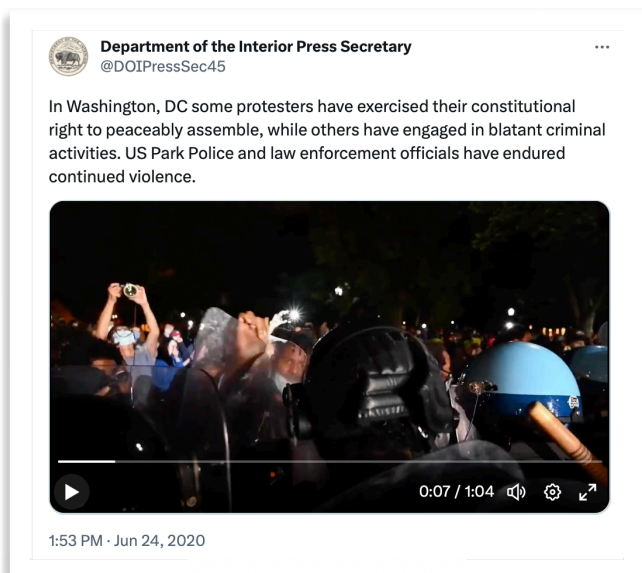 Department of the Interior Press Secretary
@DOIPressSec45
In Washington, DC some protesters have exercised their constitutional
right to peaceably assemble, while others have engaged in blatant criminal
activities. US Park Police and law enforcement officials have endured
continued violence.
0:07 / 1:04
1:53 PM · Jun 24, 2020